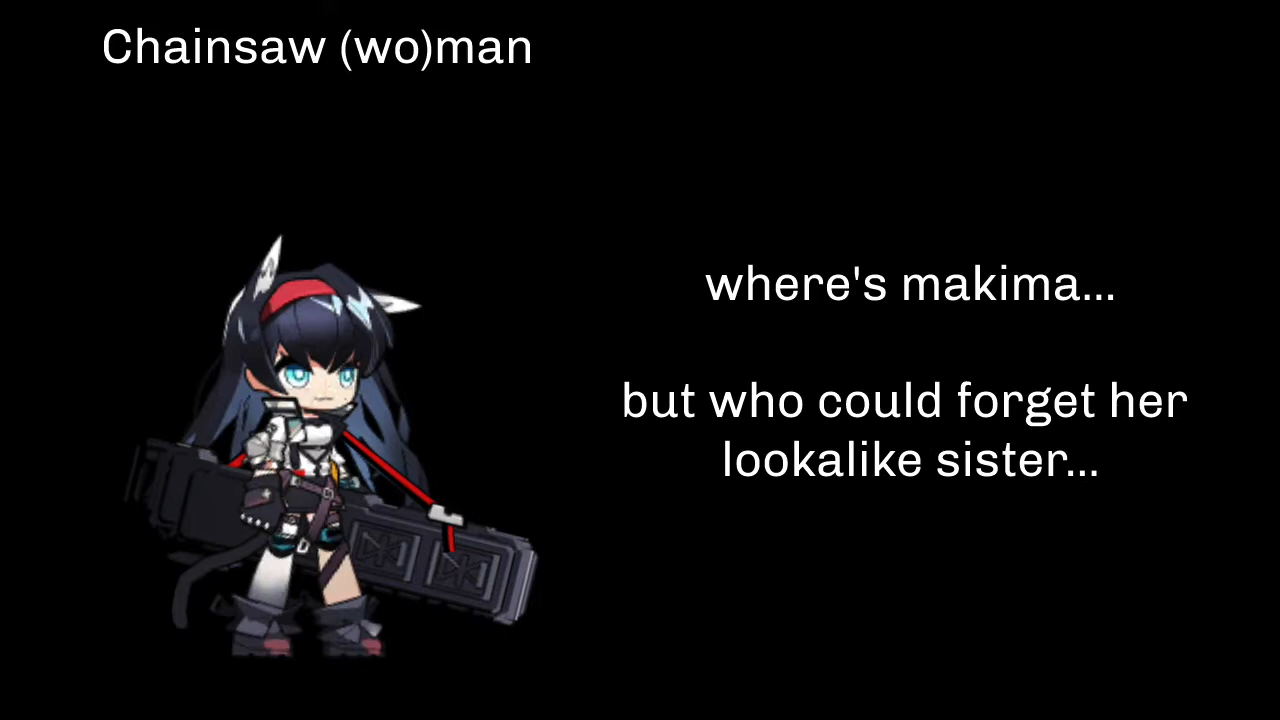 Chainsaw (wo)man
where's makima...
but who could forget her
lookalike sister...